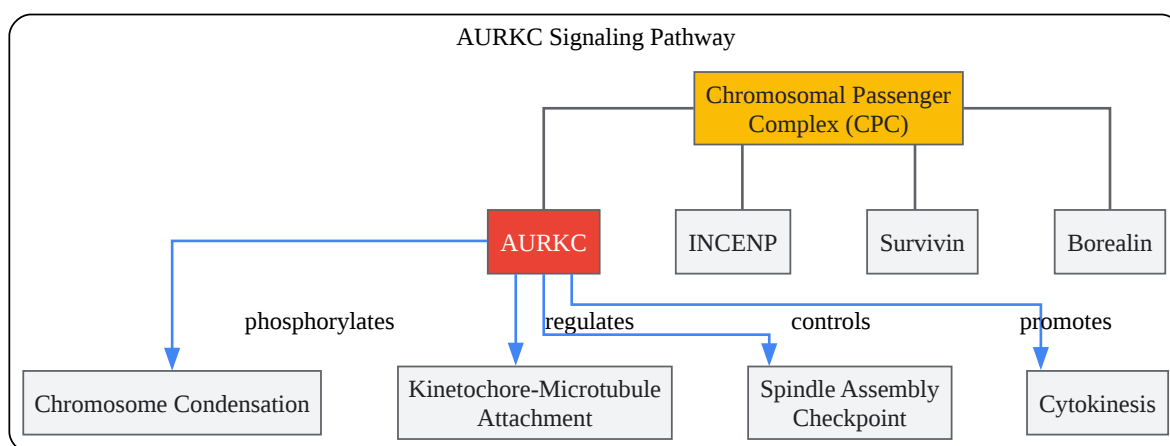 AURKC Signaling Pathway
Chromosomal Passenger
Complex (CPC)
AURKC
INCENP
Survivin
Borealin
phosphorylates
regulates
controls
promotes
Chromosome Condensation
Kinetochore-Microtubule
Attachment
Spindle Assembly
Checkpoint
Cytokinesis